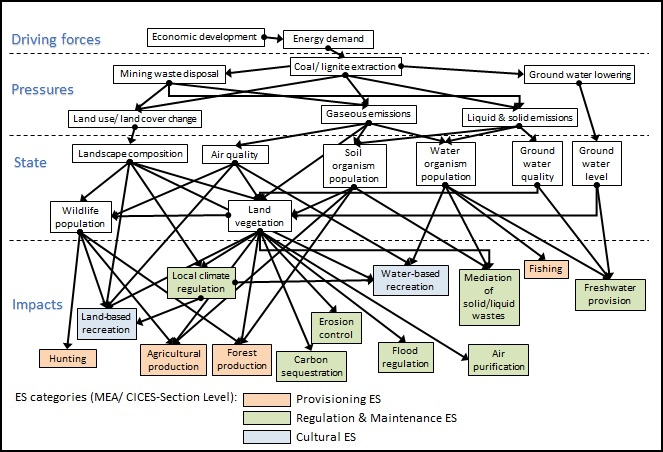 Driving forces
Economic development
Energy demand
Pressures
Coal/ lignite extraction
Mining waste disposal
Ground water lowering
Land use/ land cover change
Gaseous emissions
Liquid & solid emissions
State
Landscape composition
Air quality
Soil
organism
population
Water
organism
population
Ground
water
quality
Ground
water
level
Wildlife
population
Land
vegetation
Impacts
Local climate
regulation
Water-based
recreation
Mediation
of
solid/liquid
wastes
Fishing
Freshwater
provision
Land-based
recreation
Erosion
control
Hunting
Agricultural
production
Forest
production
Carbon
sequestration
Flood
regulation
Air
purification
ES categories (MEA/ CICES-Section Level):
Provisioning ES
Regulation & Maintenance ES
Cultural ES